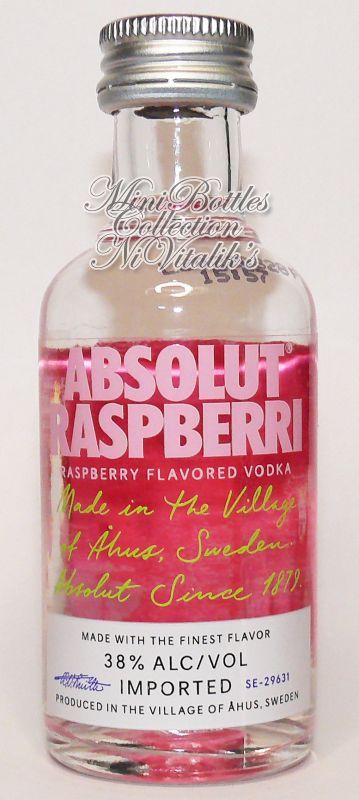 Mini Bottles
Collection
NiVitalik's
ABSOLUT®
RASPBERRI
RASPBERRY FLAVORED VODKA
Made in the Village
of Åhus, Sweden.
Absolut Since 1879.
MADE WITH THE FINEST FLAVOR
38% ALC/VOL
IMPORTED SE-29631
PRODUCED IN THE VILLAGE OF ÅHUS, SWEDEN